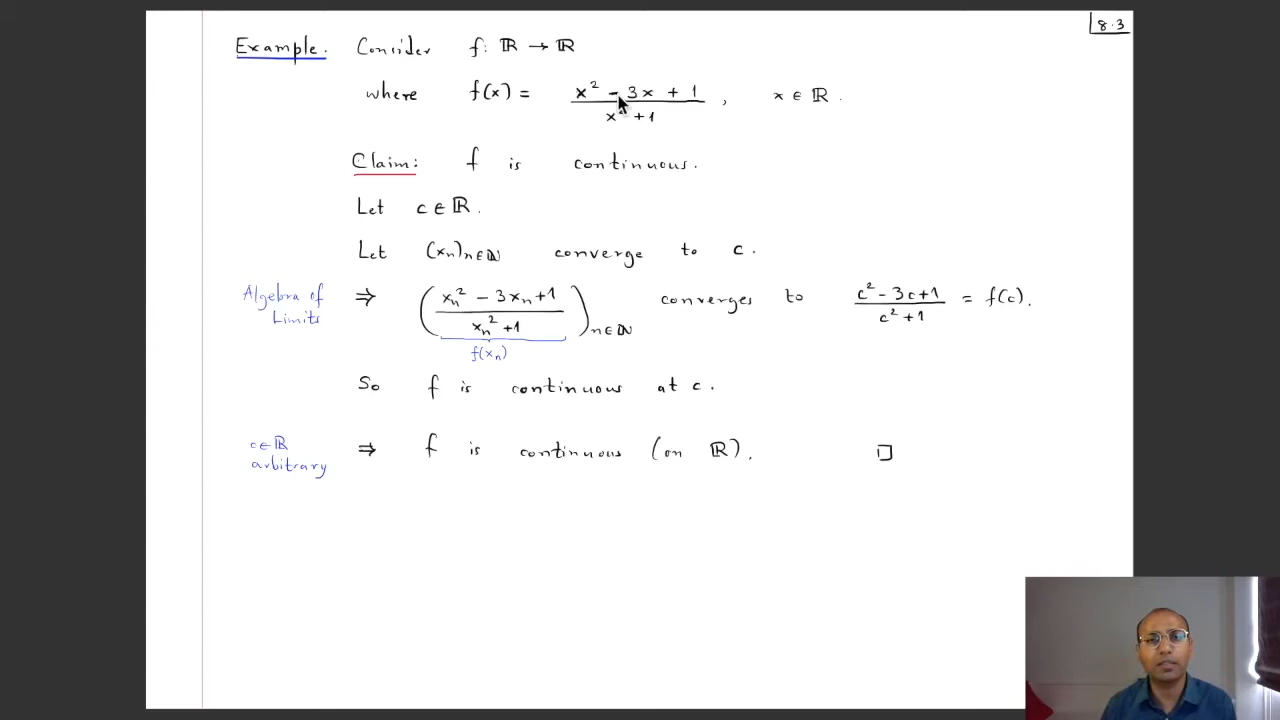 8.3
Example. Consider f: ℝ → ℝ
where f(x) = (x² - 3x + 1)/(x² + 1), x ∈ ℝ.
Claim: f is continuous.
Let c ∈ ℝ.
Let (xₙ)ₙ∈ℕ converge to c.
Algebra of Limits ⇒ ((xₙ² - 3xₙ + 1)/(xₙ² + 1))ₙ∈ℕ converges to (c² - 3c + 1)/(c² + 1) = f(c).
f(xₙ)
So f is continuous at c.
c ∈ ℝ arbitrary ⇒ f is continuous (on ℝ). □